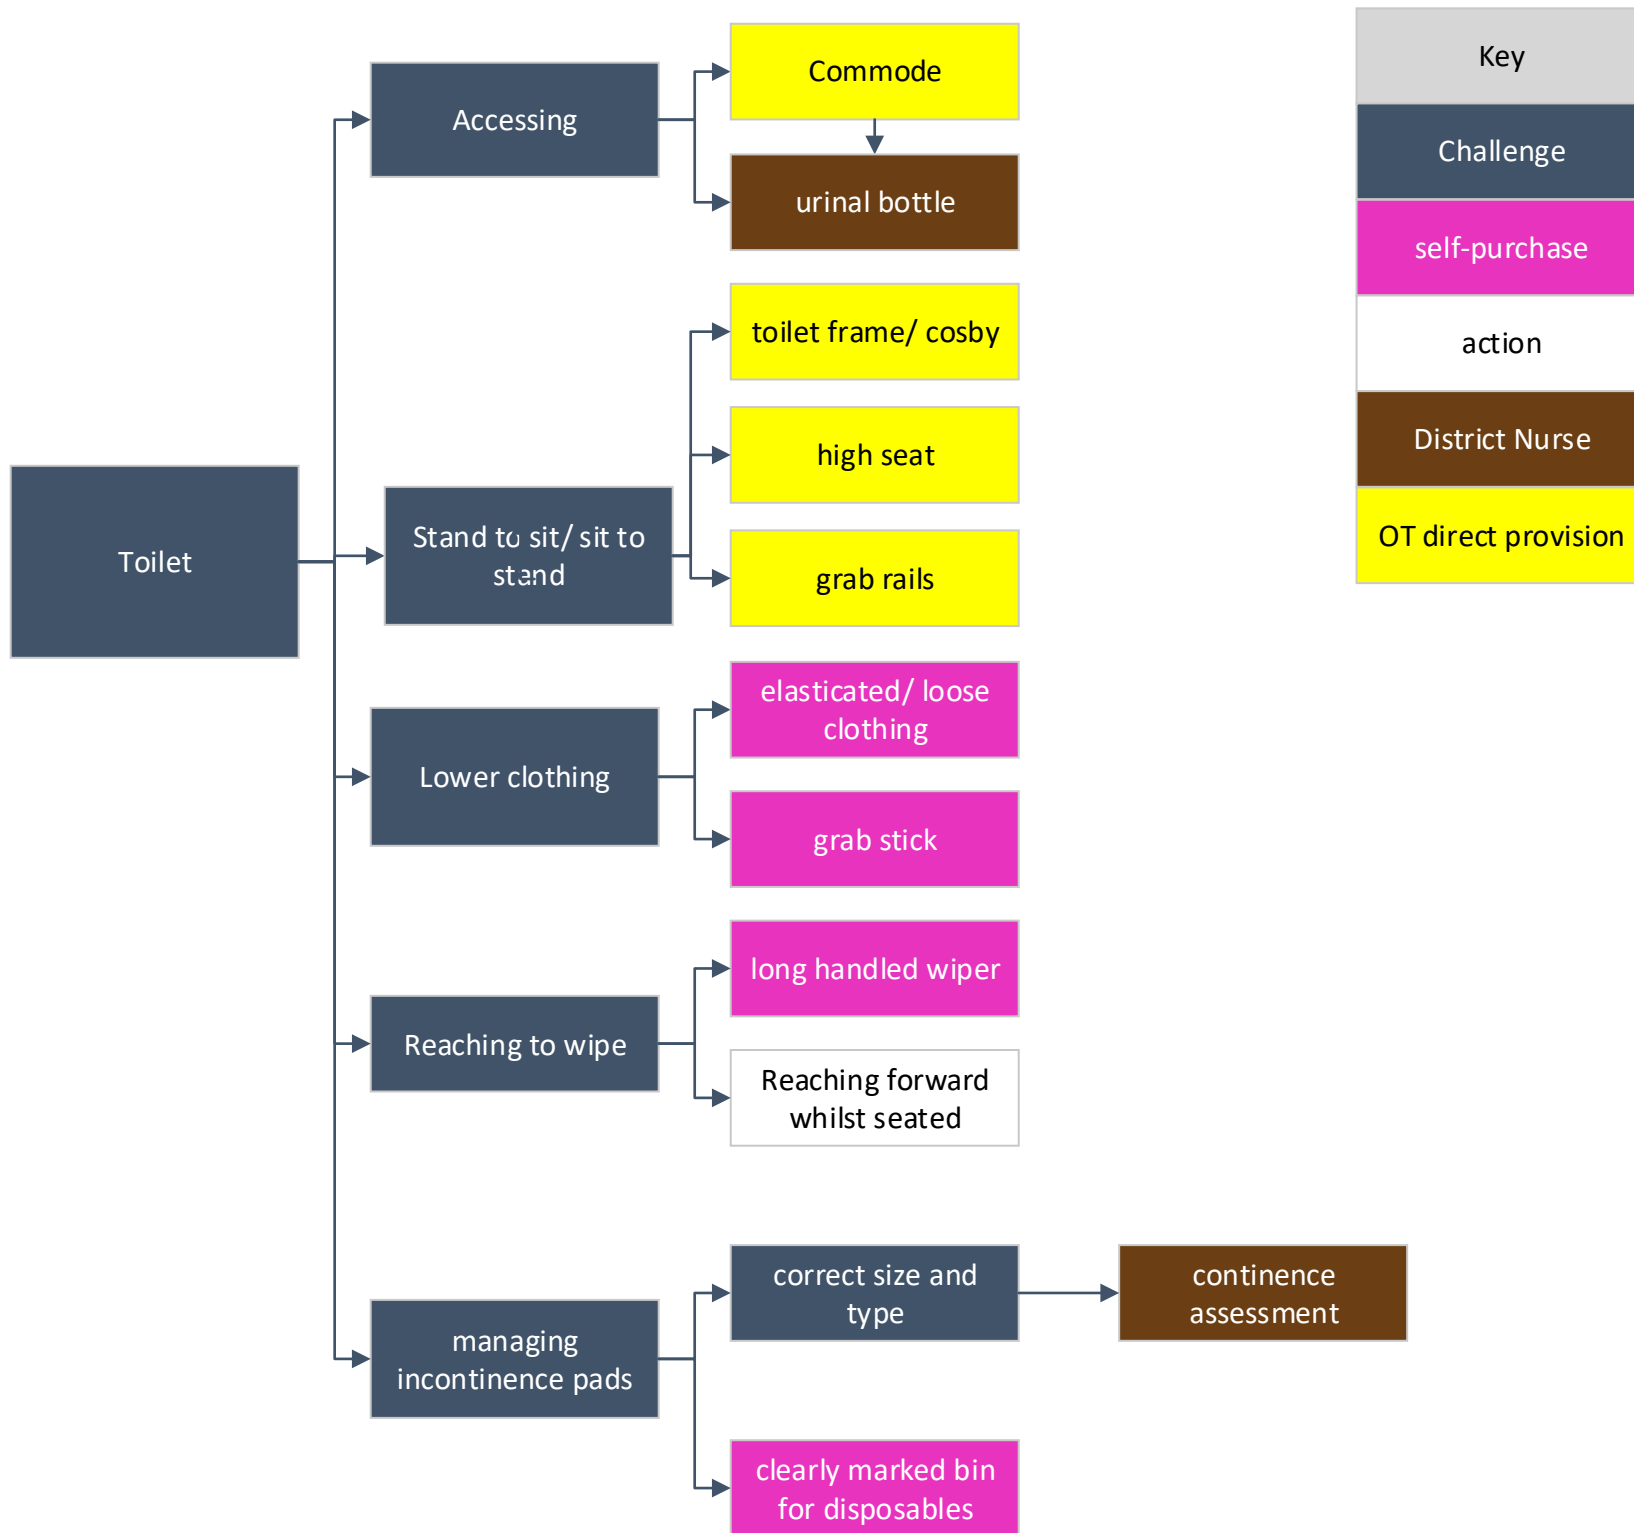 Commode
Key
Accessing
Challenge
urinal bottle
self-purchase
toilet frame/ cosby
action
high seat
District Nurse
Toilet
Stand to sit/ sit to
stand
grab rails
OT direct provision
elasticated/ loose
clothing
Lower clothing
grab stick
long handled wiper
Reaching to wipe
Reaching forward
whilst seated
correct size and
type
continence
assessment
managing
incontinence pads
clearly marked bin
for disposables